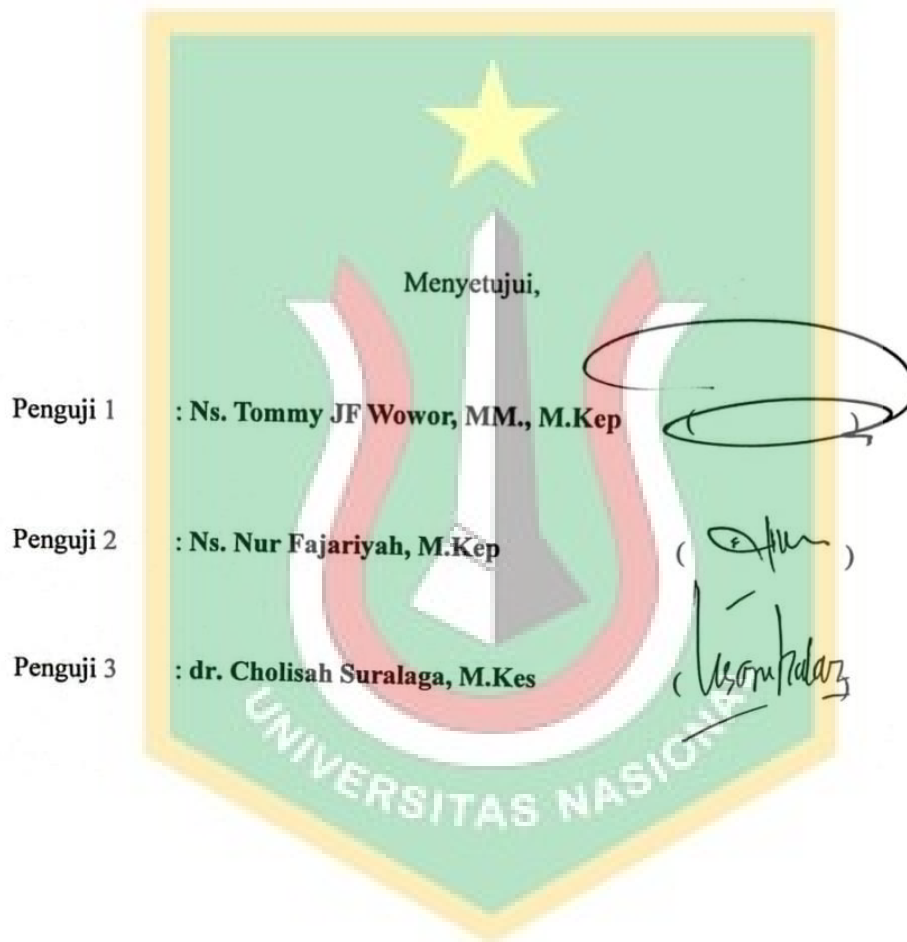 Menyetujui,
Penguji 1 : Ns. Tommy JF Wowor, MM., M.Kep ( )
Penguji 2 : Ns. Nur Fajariyah, M.Kep ( )
Penguji 3 : dr. Cholisah Suralaga, M.Kes (
UNIVERSITAS NASIONAL